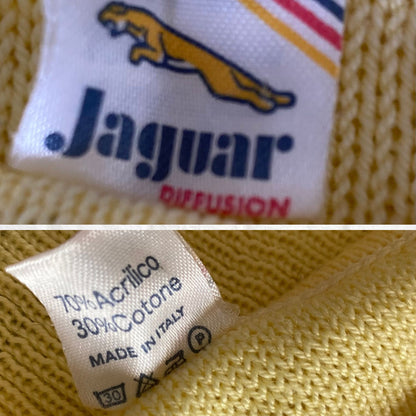 Jaguar
DIFFUSION
70% Acrilico
30% Cotone
MADE IN ITALY
30 P